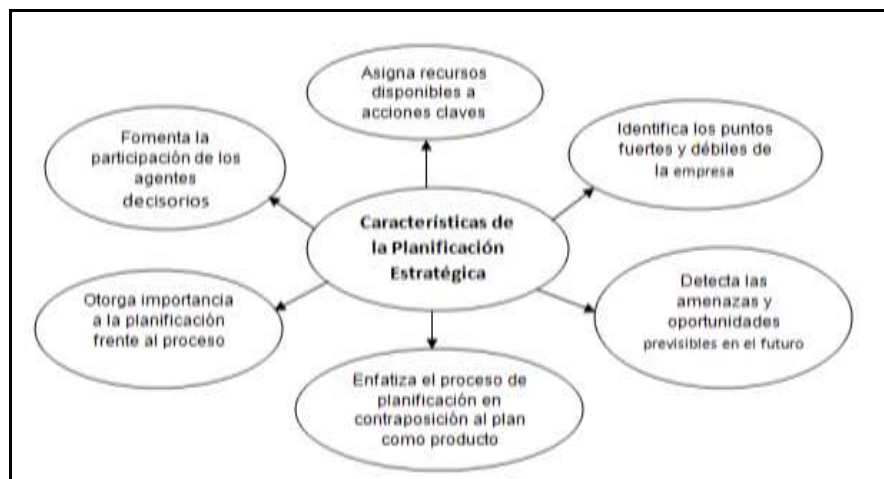 Asigna recursos
disponibles a
acciones claves
Fomenta la
participación de los
agentes
decisorios
Identifica los puntos
fuertes y débiles de
la empresa
Características de
la Planificación
Estratégica
Otorga importancia
a la planificación
frente al proceso
Detecta las
amenazas y
oportunidades
previsibles en el futuro
Enfatiza el proceso de
planificación en
contraposición al plan
como producto